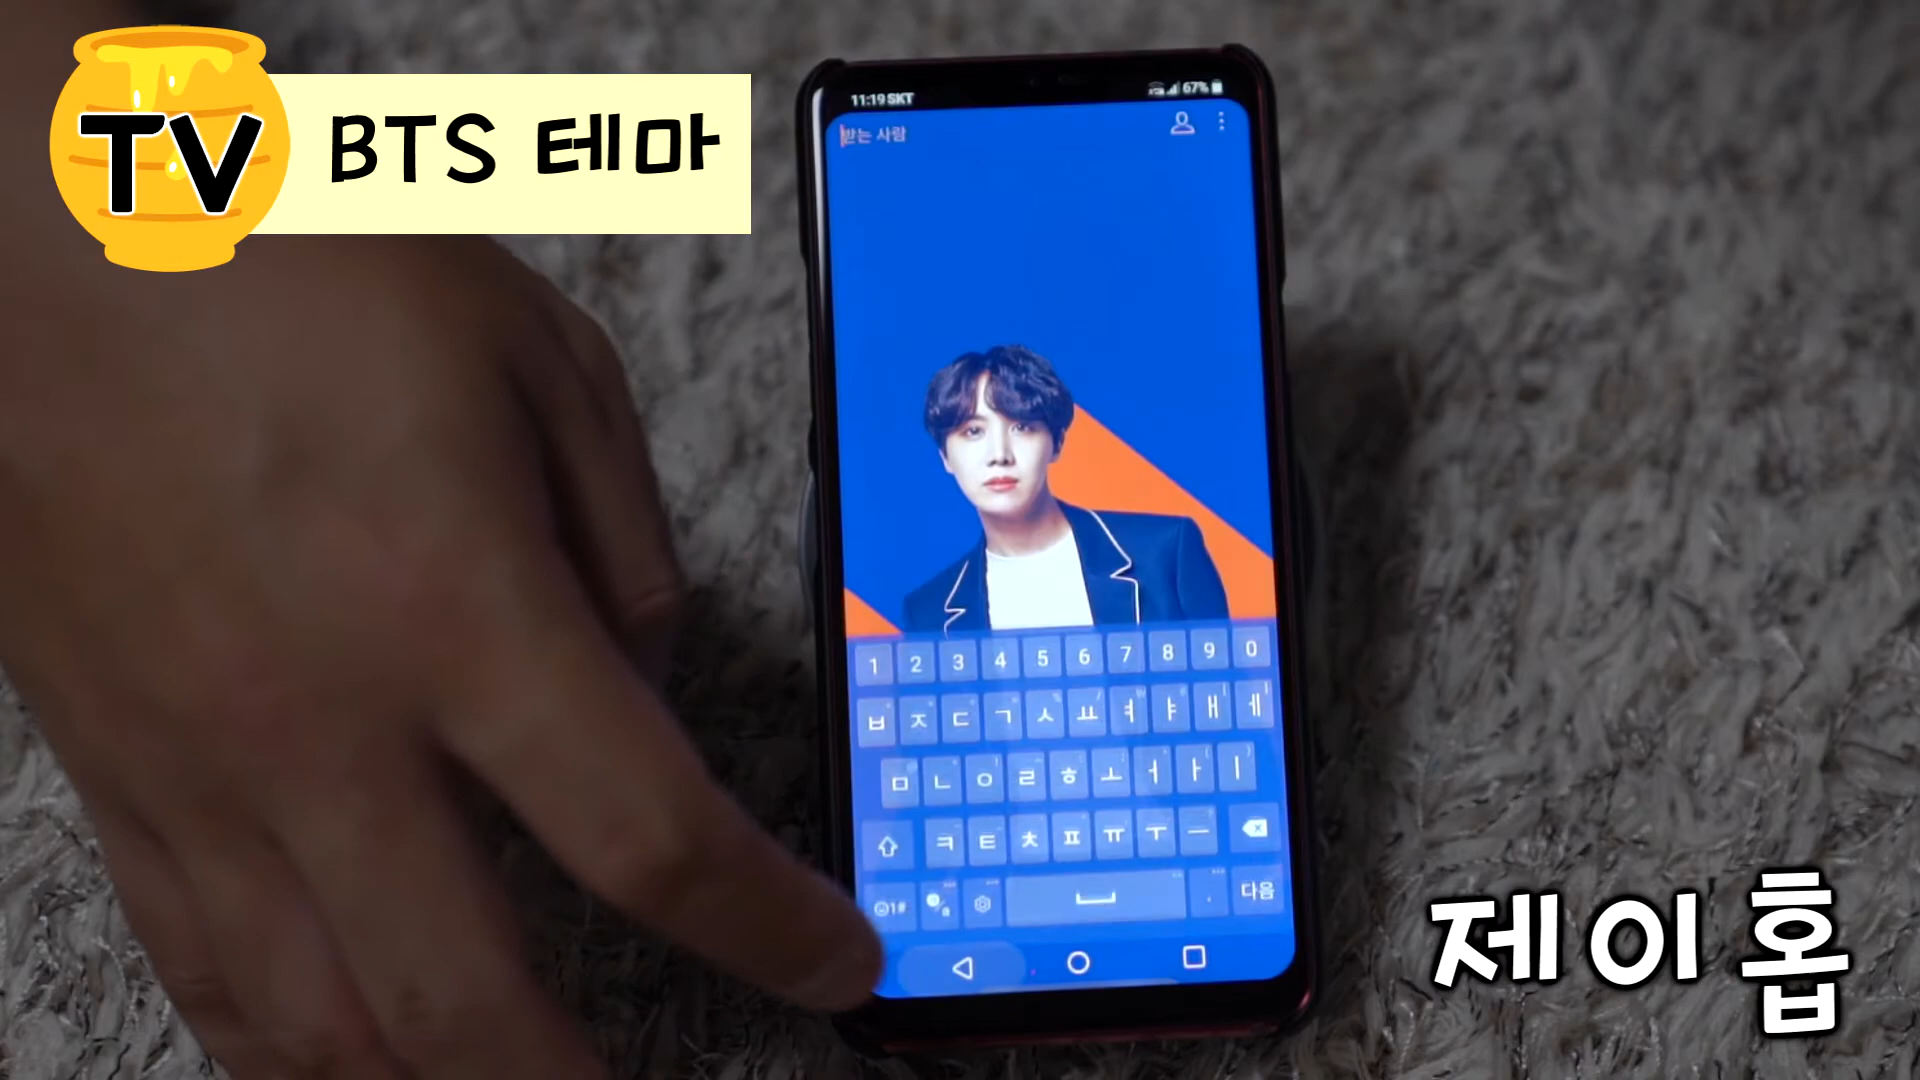 TV
BTS 테마
11:19 SKT
67%
받는 사람
1 2 3 4 5 6 7 8 9 0
ㅂ ㅈ ㄷ ㄱ ㅅ ㅛ ㅕ ㅑ ㅐ ㅔ
ㅁ ㄴ ㅇ ㄹ ㅎ ㅗ ㅓ ㅏ ㅣ
ㅋ ㅌ ㅊ ㅍ ㅠ ㅜ ㅡ
1# . 다음
제이홉